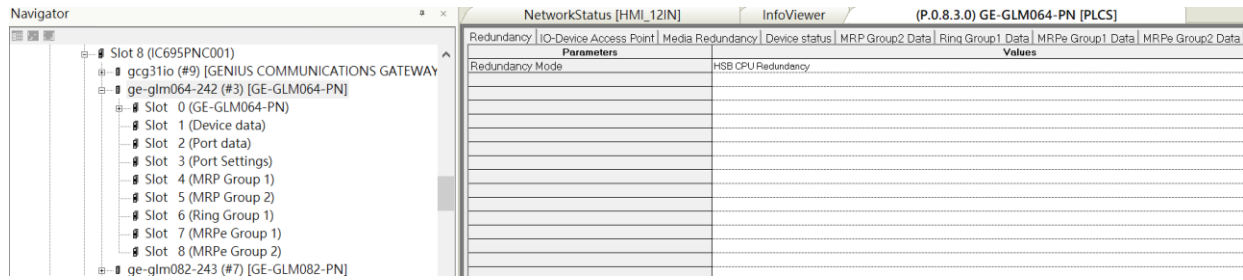 Navigator
NetworkStatus [HMI_12IN]
InfoViewer
(P.0.8.3.0) GE-GLM064-PN [PLCS]
Slot 8 (IC695PNC001)
gcg31io (#9) [GENIUS COMMUNICATIONS GATEWAY
ge-glm064-242 (#3) [GE-GLM064-PN]
Slot 0 (GE-GLM064-PN)
Slot 1 (Device data)
Slot 2 (Port data)
Slot 3 (Port Settings)
Slot 4 (MRP Group 1)
Slot 5 (MRP Group 2)
Slot 6 (Ring Group 1)
Slot 7 (MRPe Group 1)
Slot 8 (MRPe Group 2)
ge-glm082-243 (#7) [GE-GLM082-PN]
Redundancy IO-Device Access Point Media Redundancy Device status MRP Group2 Data Ring Group1 Data MRPe Group1 Data MRPe Group2 Data
Parameters Values
Redundancy Mode HSB CPU Redundancy